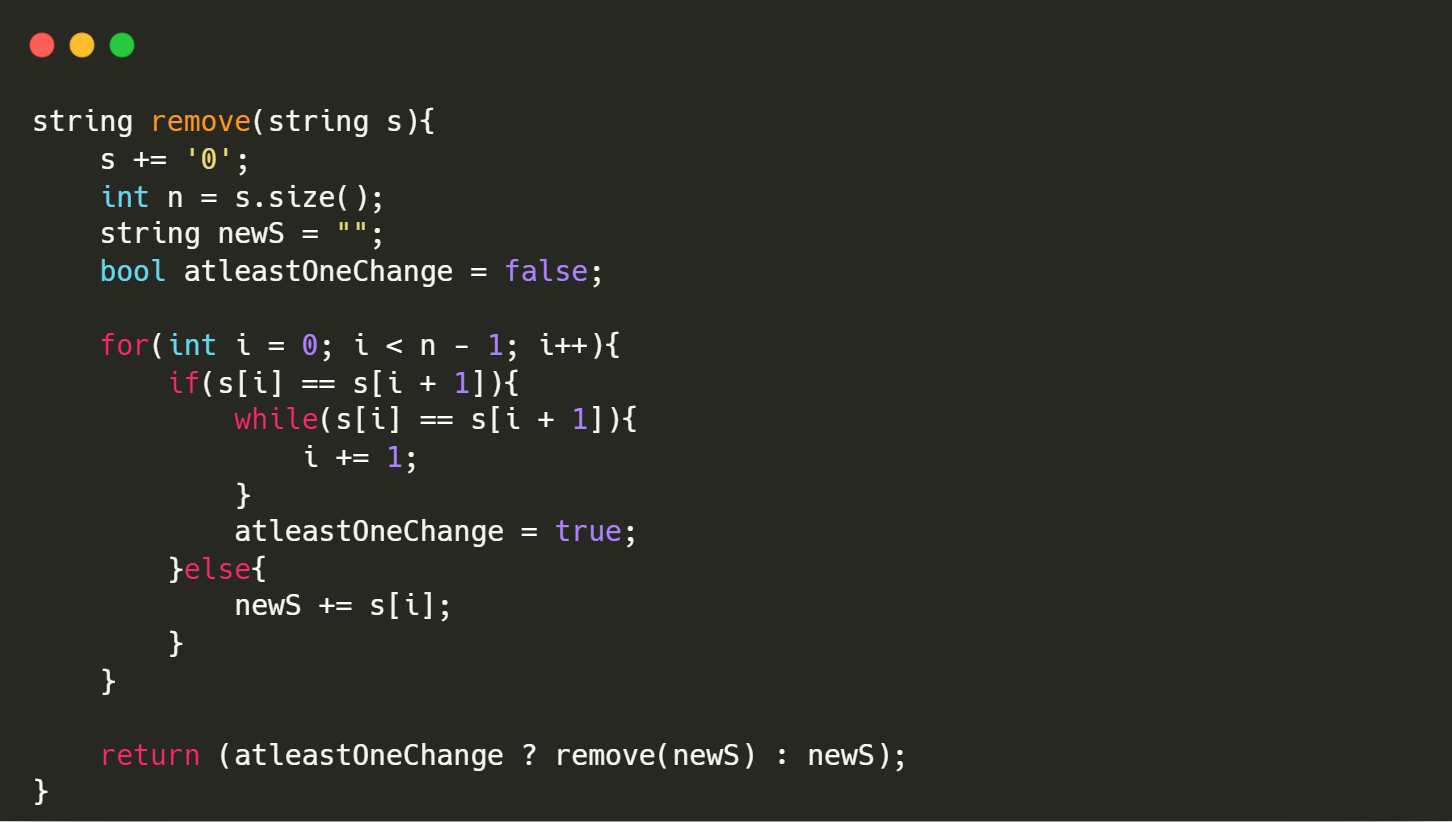 string remove(string s){
    s += '0';
    int n = s.size();
    string newS = "";
    bool atleastOneChange = false;

    for(int i = 0; i < n - 1; i++){
        if(s[i] == s[i + 1]){
            while(s[i] == s[i + 1]){
                i += 1;
            }
            atleastOneChange = true;
        }else{
            newS += s[i];
        }
    }

    return (atleastOneChange ? remove(newS) : newS);
}